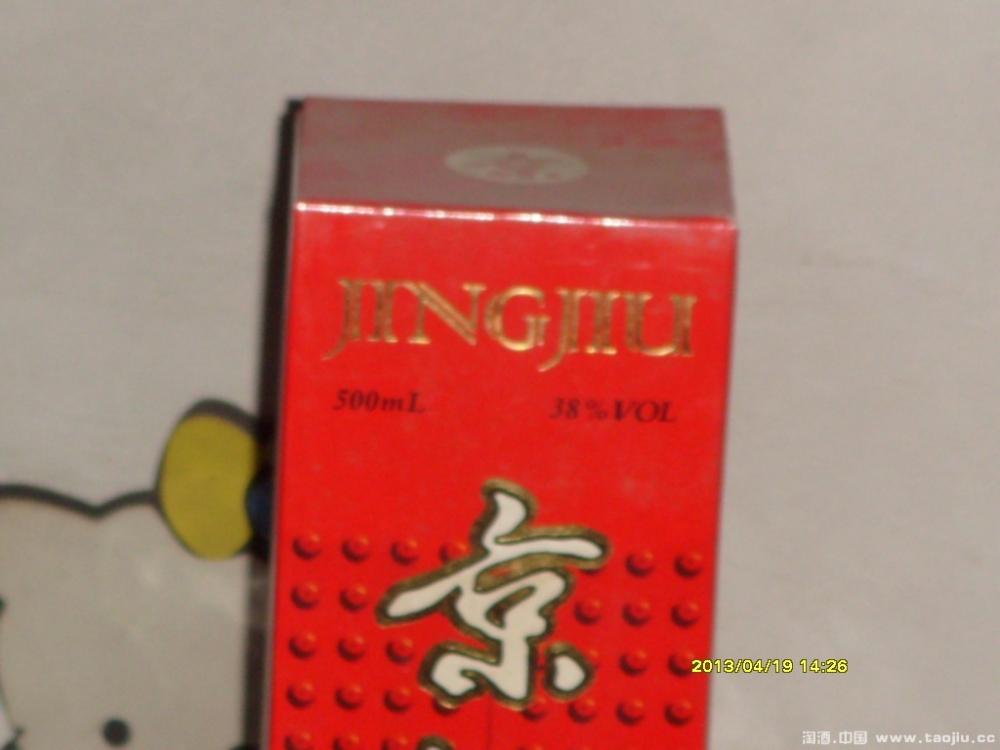 JINGJIU
500mL 38%VOL
京
2013/04/19 14:26
淘酒.中国 www.taojiu.cc